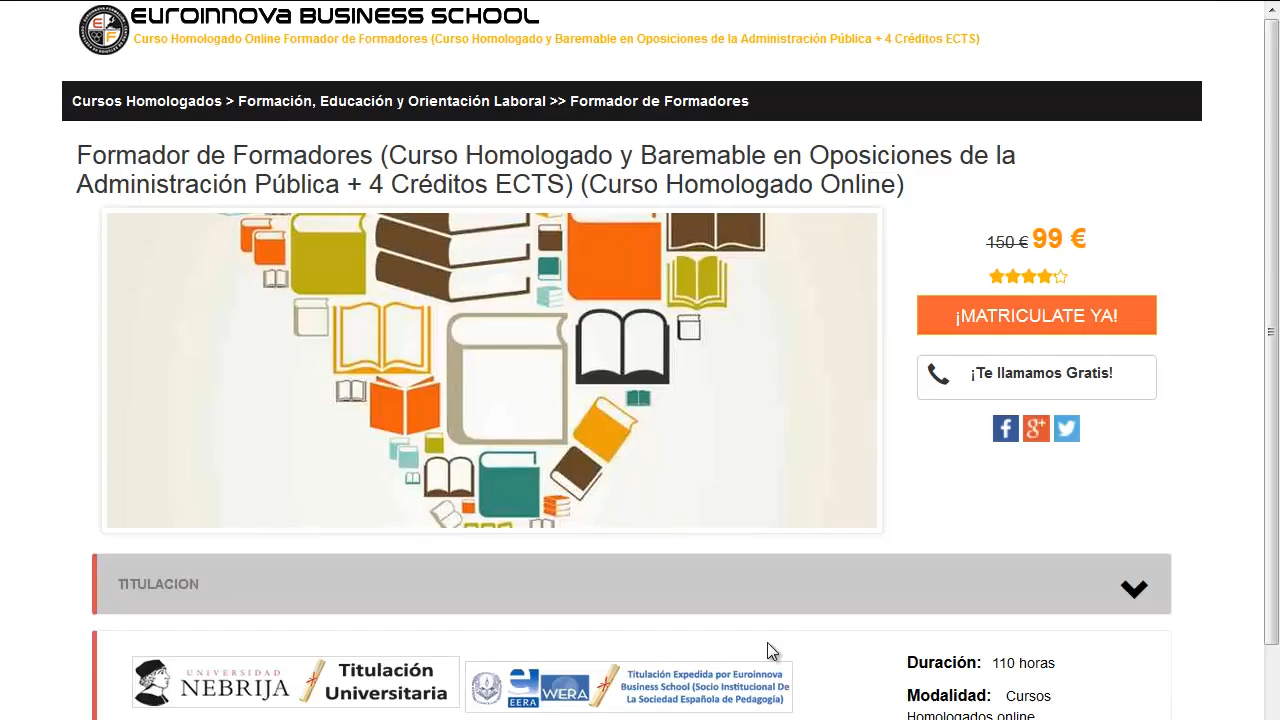 EUROINNOVA BUSINESS SCHOOL
Curso Homologado Online Formador de Formadores (Curso Homologado y Baremable en Oposiciones de la Administración Pública + 4 Créditos ECTS)
Cursos Homologados > Formación, Educación y Orientación Laboral >> Formador de Formadores
Formador de Formadores (Curso Homologado y Baremable en Oposiciones de la
Administración Pública + 4 Créditos ECTS) (Curso Homologado Online)
150 € 99 €
¡MATRICULATE YA!
¡Te llamamos Gratis!
TITULACION
UNIVERSIDAD
NEBRIJA
Titulación
Universitaria
EERA
WERA
Titulación Expedida por Euroinnova
Business School (Socio Institucional De
La Sociedad Española de Pedagogía)
Duración: 110 horas
Modalidad: Cursos
Homologados online